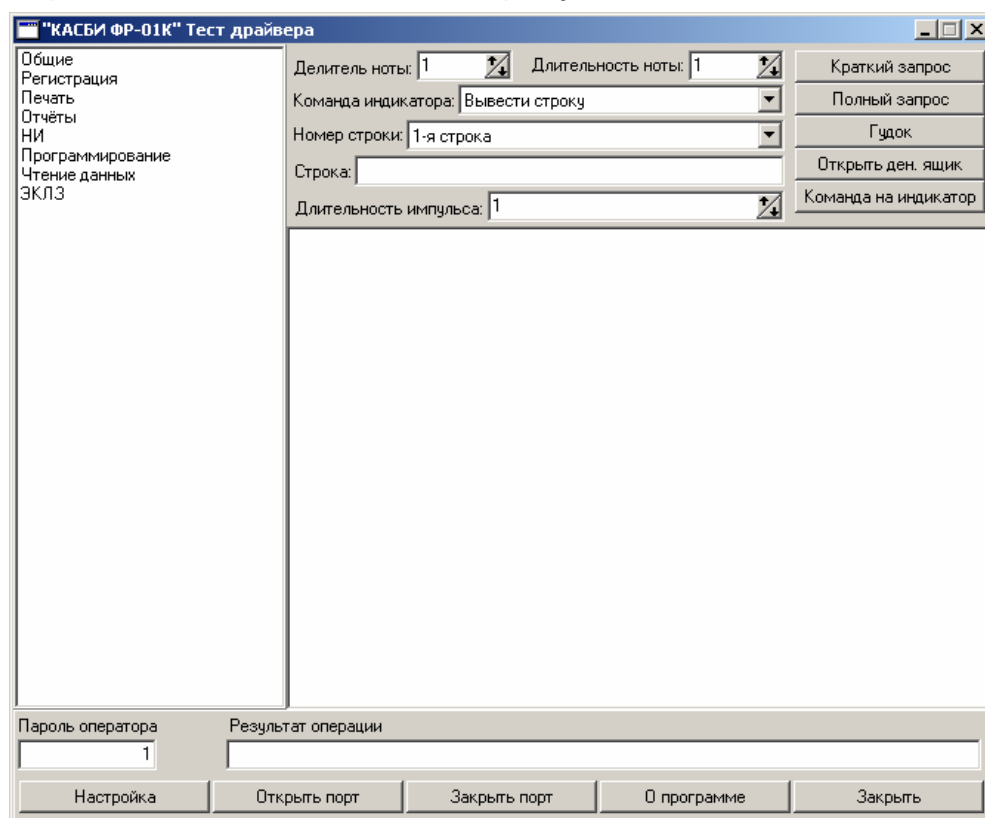 "КАСБИ ФР-01К" Тест драйвера
Общие
Регистрация
Печать
Отчёты
НИ
Программирование
Чтение данных
ЭКЛЗ
Делитель ноты: 1 Длительность ноты: 1
Команда индикатора: Вывести строку
Номер строки: 1-я строка
Строка:
Длительность импульса: 1
Краткий запрос
Полный запрос
Гудок
Открыть ден. ящик
Команда на индикатор
Пароль оператора
1
Результат операции
Настройка
Открыть порт
Закрыть порт
О программе
Закрыть